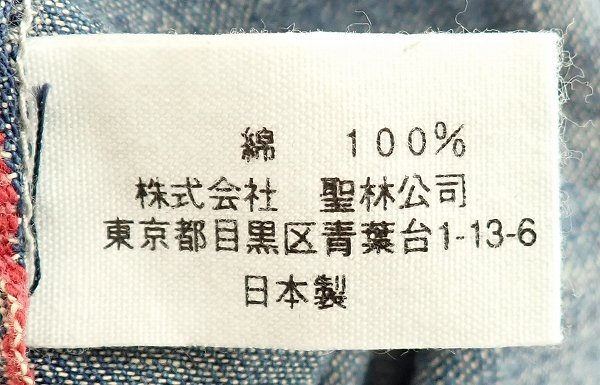 綿　100%
株式会社　聖林公司
東京都目黒区青葉台1-13-6
日本製